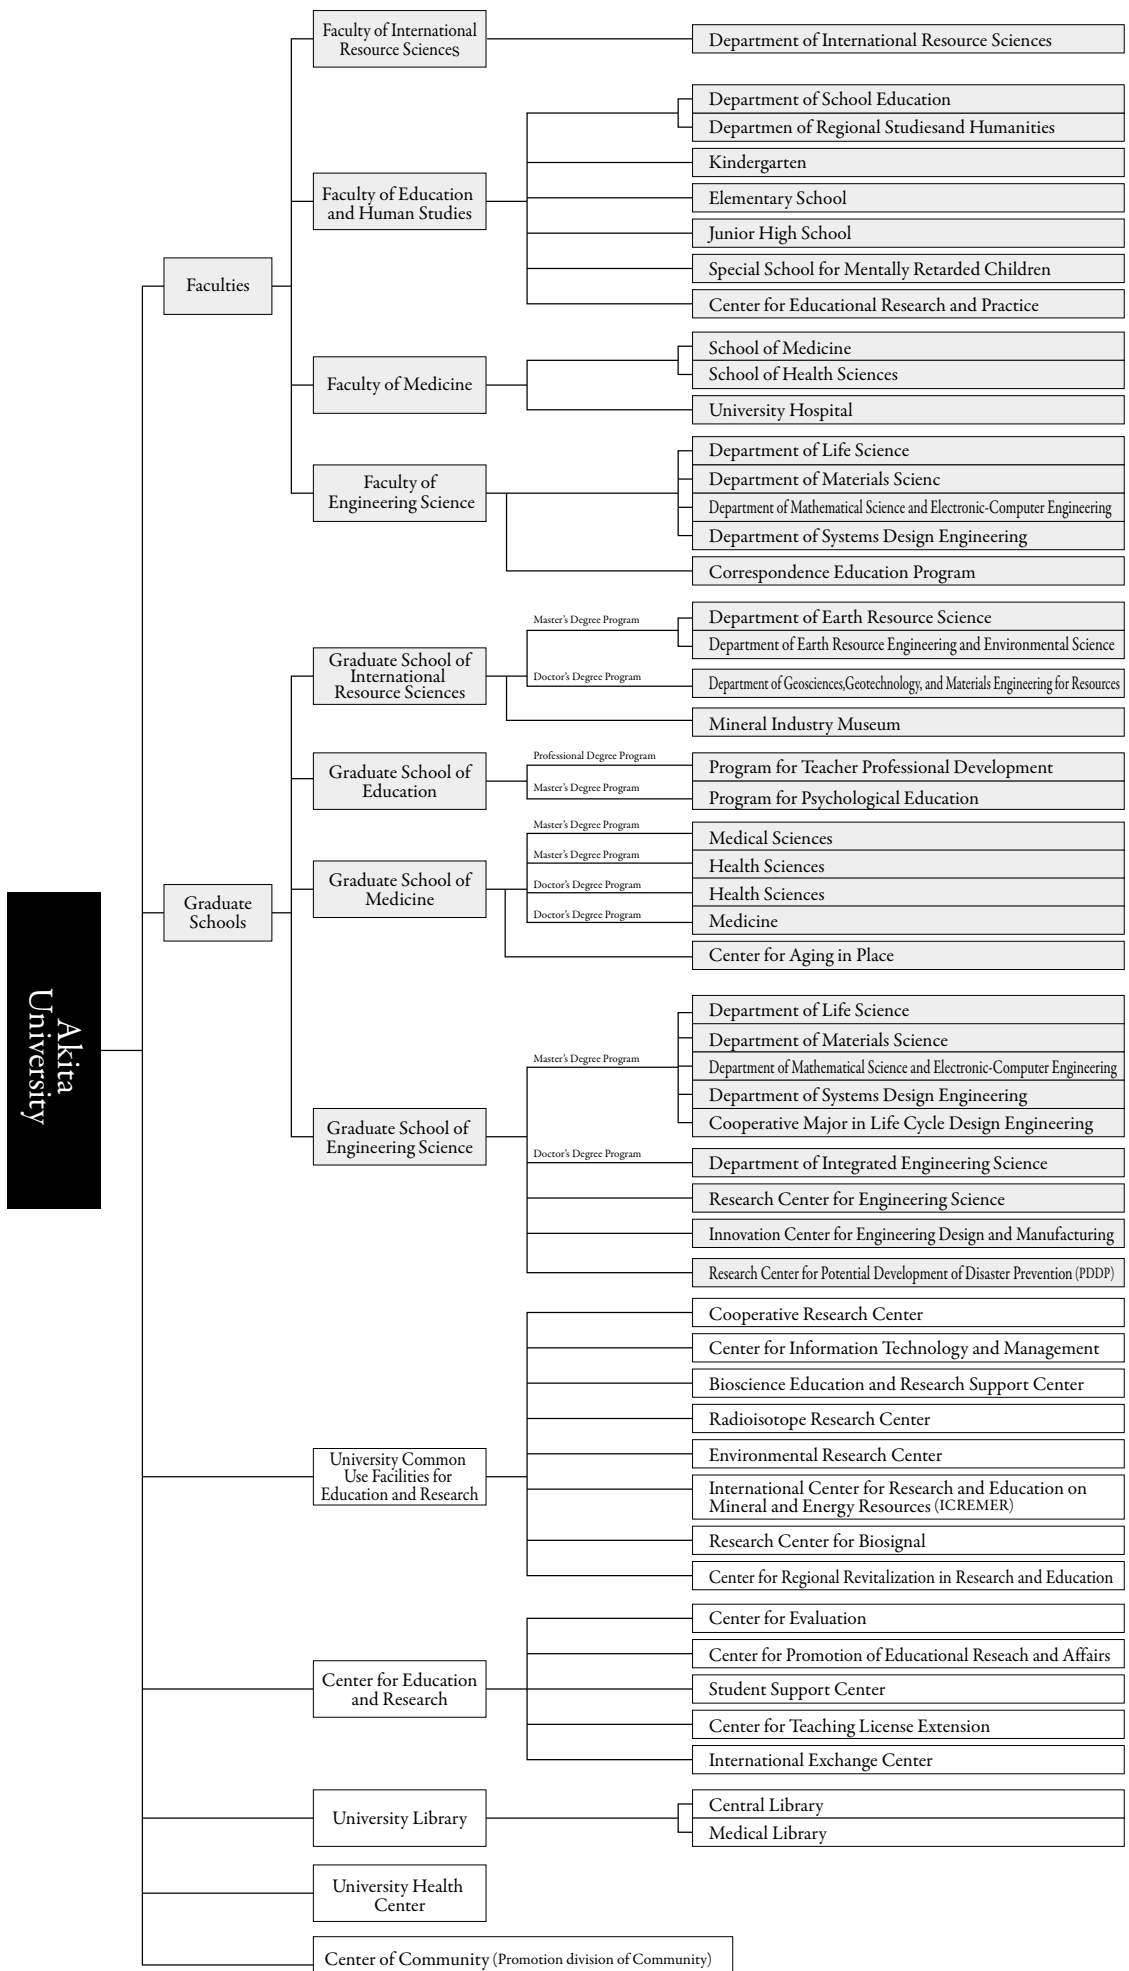 Faculty of International
Resource Sciences
Department of International Resource Sciences
Department of School Education
Departmen of Regional Studiesand Humanities
Kindergarten
Faculty of Education
and Human Studies
Elementary School
Junior High School
Special School for Mentally Retarded Children
Center for Educational Research and Practice
Faculties
School of Medicine
School of Health Sciences
Faculty of Medicine
University Hospital
Department of Life Science
Department of Materials Scienc
Faculty of
Engineering Science
Department of Mathematical Science and Electronic-Computer Engineering
Department of Systems Design Engineering
Correspondence Education Program
Master's Degree Program
Department of Earth Resource Science
Department of Earth Resource Engineering and Environmental Science
Graduate School of
International
Resource Sciences
Doctor's Degree Program
Department of Geosciences,Geotechnology, and Materials Engineering for Resources
Mineral Industry Museum
Graduate School of
Education
Professional Degree Program
Program for Teacher Professional Development
Master's Degree Program
Program for Psychological Education
Master's Degree Program
Medical Sciences
Master's Degree Program
Health Sciences
Graduate School of
Medicine
Doctor's Degree Program
Health Sciences
Doctor's Degree Program
Medicine
Graduate
Schools
Center for Aging in Place
Akita
University
Department of Life Science
Department of Materials Science
Master's Degree Program
Department of Mathematical Science and Electronic-Computer Engineering
Department of Systems Design Engineering
Cooperative Major in Life Cycle Design Engineering
Graduate School of
Engineering Science
Doctor's Degree Program
Department of Integrated Engineering Science
Research Center for Engineering Science
Innovation Center for Engineering Design and Manufacturing
Research Center for Potential Development of Disaster Prevention (PDDP)
Cooperative Research Center
Center for Information Technology and Management
Bioscience Education and Research Support Center
Radioisotope Research Center
University Common
Use Facilities for
Education and Research
Environmental Research Center
International Center for Research and Education on
Mineral and Energy Resources (ICREMER)
Research Center for Biosignal
Center for Regional Revitalization in Research and Education
Center for Evaluation
Center for Promotion of Educational Reseach and Affairs
Center for Education
and Research
Student Support Center
Center for Teaching License Extension
International Exchange Center
University Library
Central Library
Medical Library
University Health
Center
Center of Community (Promotion division of Community)